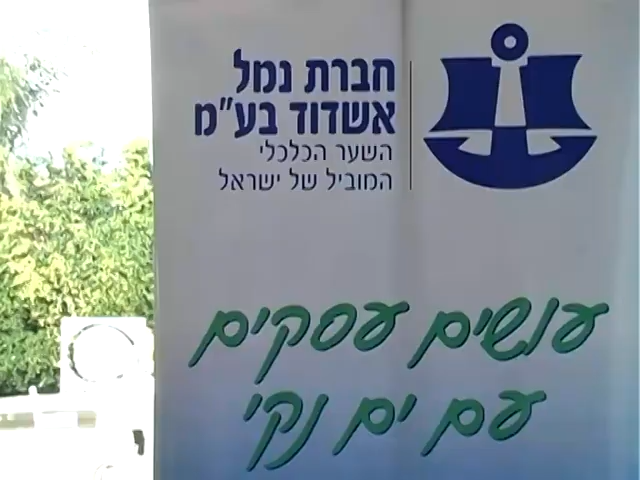 חברת נמל
אשדוד בע"מ
השער הכלכלי
המוביל של ישראל
עושים עסקים
עם ים נקי